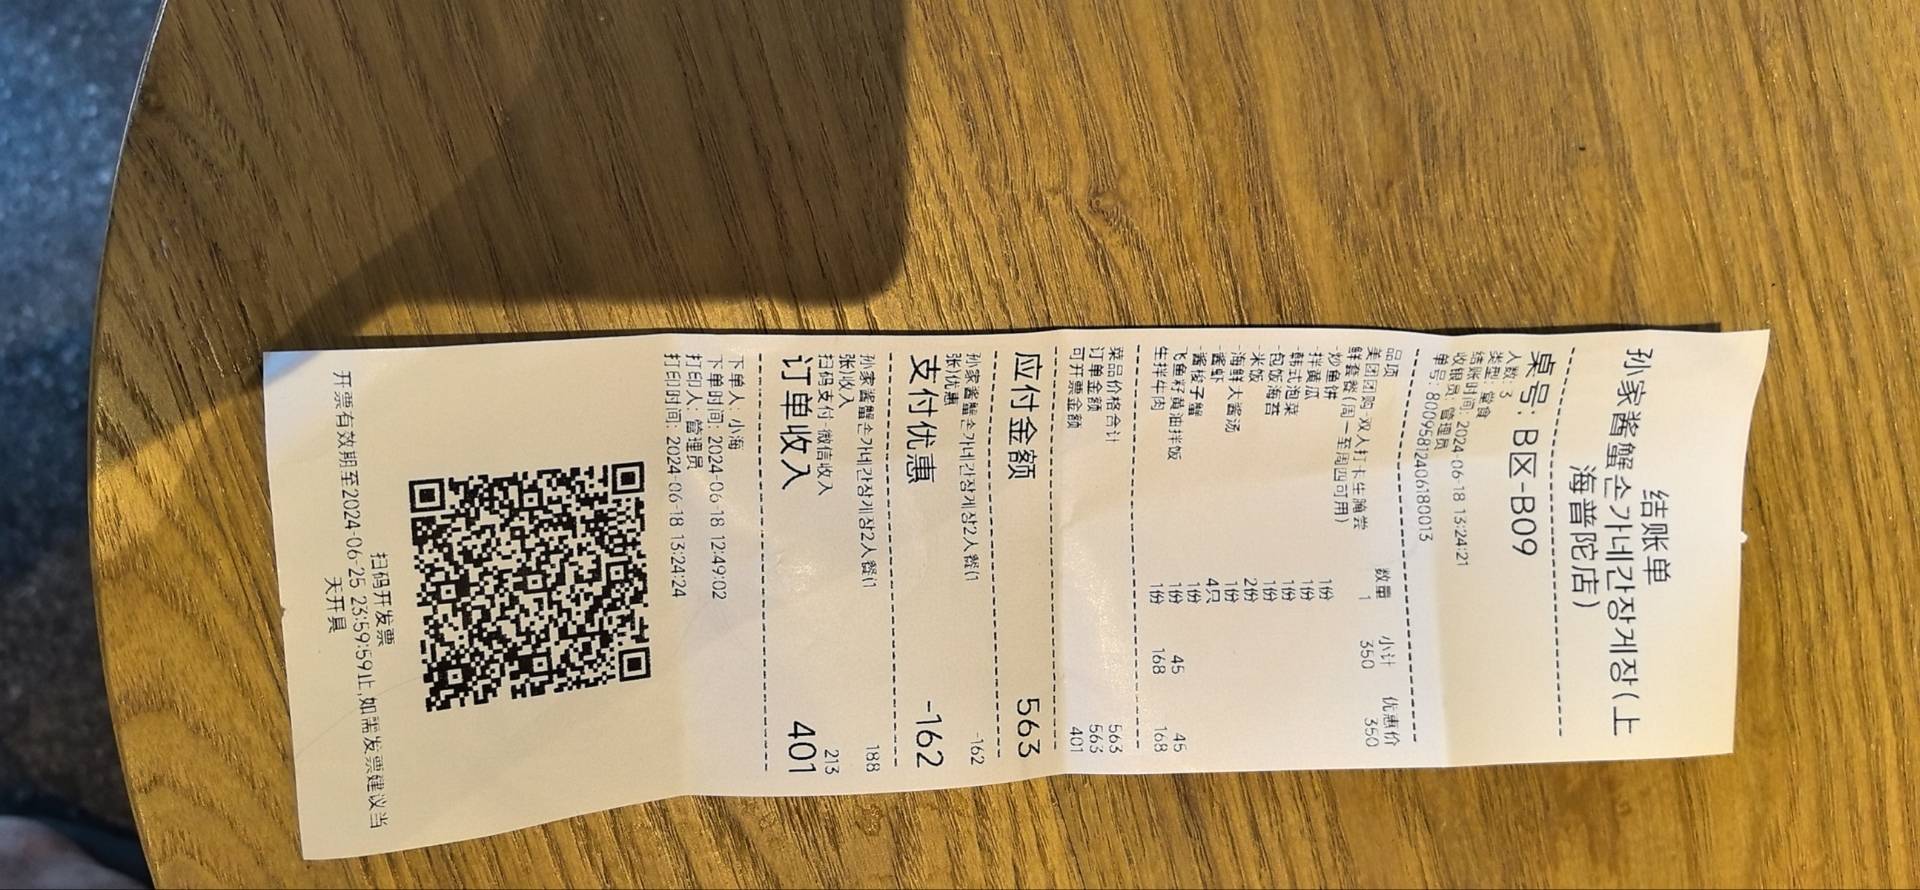 结账单
孙家酱蟹손가네간장게장(上
海普陀店)
桌号: B区-B09
人数: 3
类型: 堂食
结账时间: 2024-06-18 13:24:21
收银员: 管理员
单号: 80095812406180013
品项 数量 小计 优惠价
美团团购-双人打卡生腌尝 1 350 350
鲜套餐(周一至周四可用)
-炒鱼饼 1份
-拌黄瓜 1份
-韩式泡菜 1份
-包饭海苔 1份
-米饭 2份
-海鲜大酱汤 1份
-酱虾 4只
-酱梭子蟹 1份
飞鱼籽黄油拌饭 1份 45 45
生拌牛肉 1份 168 168
菜品价格合计 563
订单金额 563
可开票金额 401
应付金额 563
孙家酱蟹손가네간장게장2人餐(1 -162
张)优惠
支付优惠 -162
孙家酱蟹손가네간장게장2人餐(1 188
张)收入
扫码支付-微信收入 213
订单收入 401
下单人: 小海
下单时间: 2024-06-18 12:49:02
打印人: 管理员
打印时间: 2024-06-18 13:24:24
扫码开发票
开票有效期至2024-06-25 23:59:59止,如需发票建议当
天开具